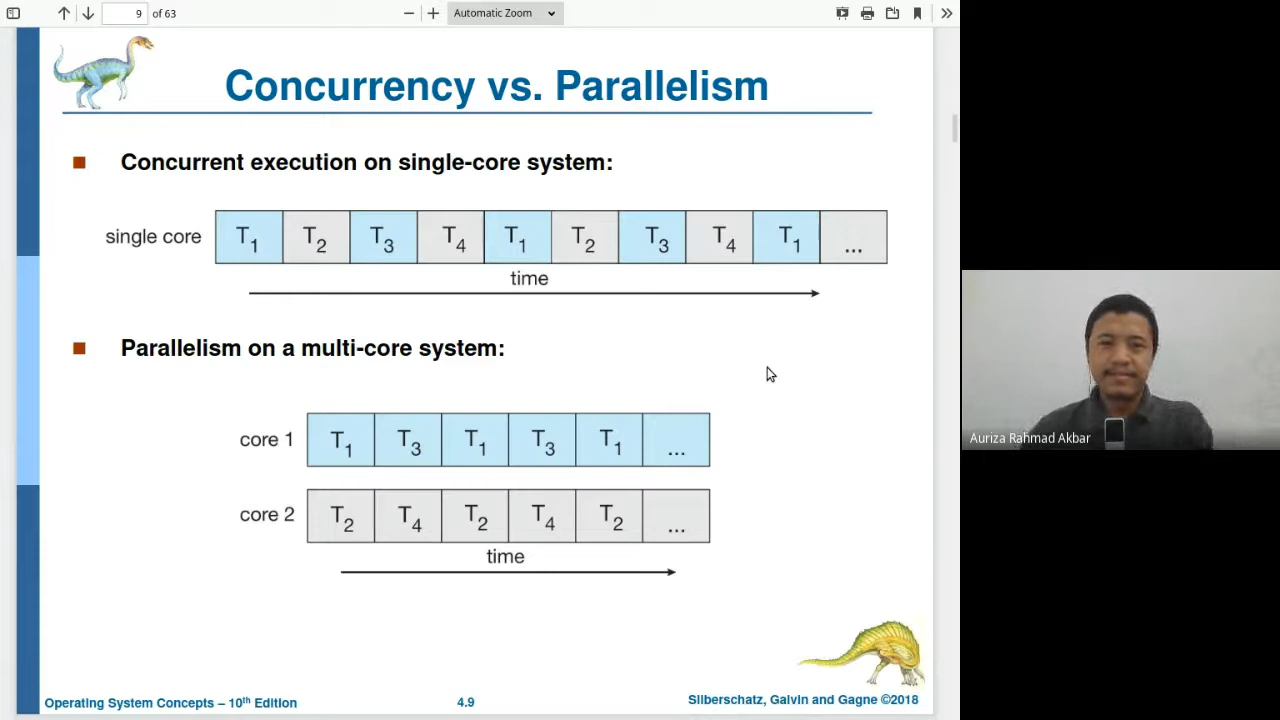 9 of 63 Automatic Zoom
Concurrency vs. Parallelism
Concurrent execution on single-core system:
single core T1 T2 T3 T4 T1 T2 T3 T4 T1 ...
time
Parallelism on a multi-core system:
core 1 T1 T3 T1 T3 T1 ...
core 2 T2 T4 T2 T4 T2 ...
time
Auriza Rahmad Akbar
Operating System Concepts – 10th Edition 4.9 Silberschatz, Galvin and Gagne ©2018